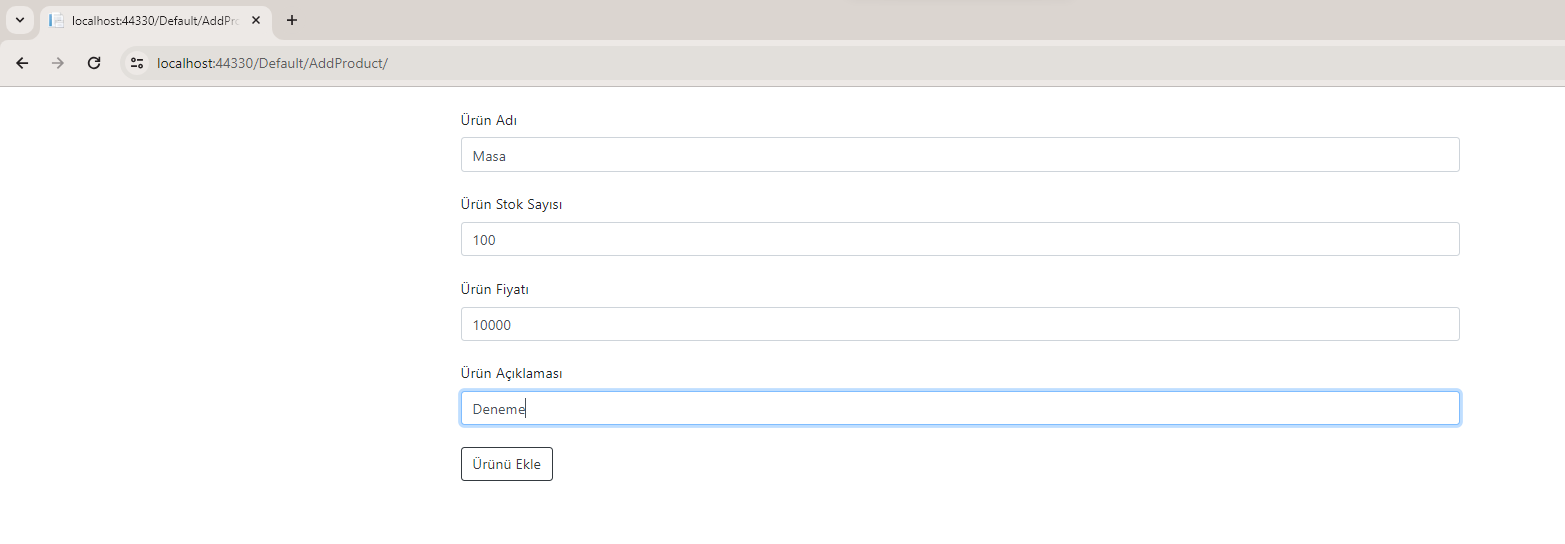 localhost:44330/Default/AddPro
localhost:44330/Default/AddProduct/
Ürün Adı
Masa
Ürün Stok Sayısı
100
Ürün Fiyatı
10000
Ürün Açıklaması
Deneme
Ürünü Ekle